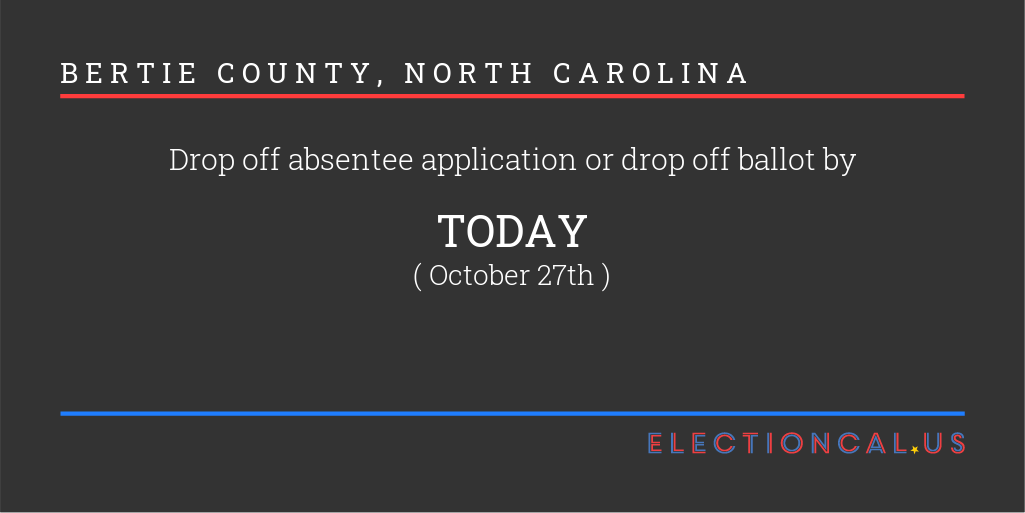 BERTIE COUNTY, NORTH CAROLINA
Drop off absentee application or drop off ballot by
TODAY
( October 27th )
ELECTIONCAL.US